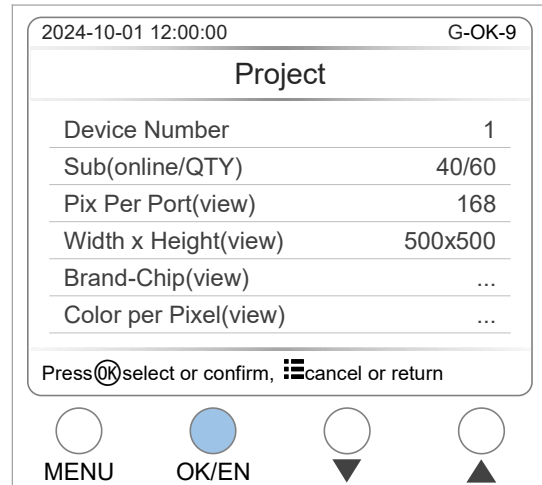 2024-10-01 12:00:00 G-OK-9
Project
Device Number 1
Sub(online/QTY) 40/60
Pix Per Port(view) 168
Width x Height(view) 500x500
Brand-Chip(view) ...
Color per Pixel(view) ...
Press OK select or confirm, cancel or return
MENU OK/EN ▼ ▲